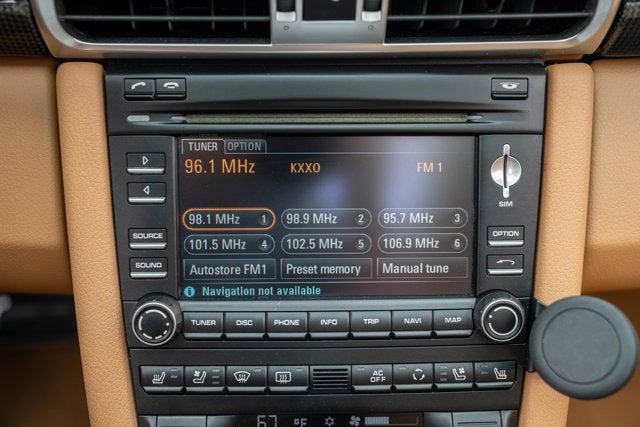 TUNER OPTION
96.1 MHz KXXO FM 1
98.1 MHz 1 98.9 MHz 2 95.7 MHz 3
101.5 MHz 4 102.5 MHz 5 106.9 MHz 6
Autostore FM1 Preset memory Manual tune
i Navigation not available
SIM
SOURCE
OPTION
SOUND
TUNER DISC PHONE INFO TRIP NAVI MAP
AC OFF
67 °F